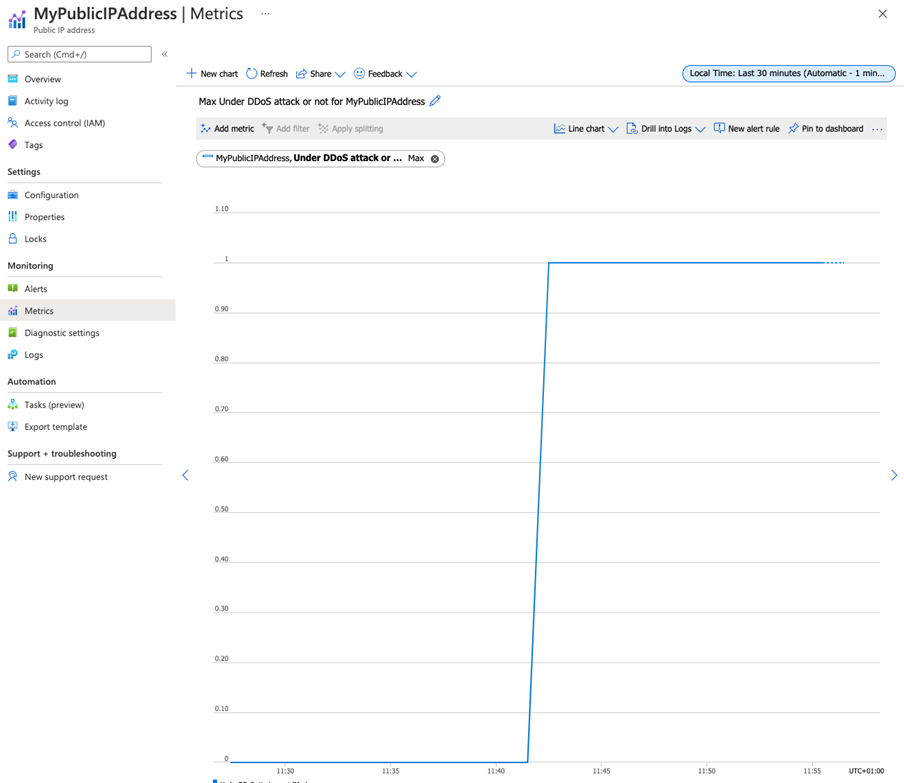 MyPublicIPAddress | Metrics ...
Public IP address
Search (Cmd+/)
Overview
Activity log
Access control (IAM)
Tags
Settings
Configuration
Properties
Locks
Monitoring
Alerts
Metrics
Diagnostic settings
Logs
Automation
Tasks (preview)
Export template
Support + troubleshooting
New support request
New chart Refresh Share Feedback Local Time: Last 30 minutes (Automatic - 1 min...
Max Under DDoS attack or not for MyPublicIPAddress
Add metric Add filter Apply splitting Line chart Drill into Logs New alert rule Pin to dashboard ...
MyPublicIPAddress, Under DDoS attack or ... Max
1.10
1
0.90
0.80
0.70
0.60
0.50
0.40
0.30
0.20
0.10
0
11:30 11:35 11:40 11:45 11:50 11:55 UTC+01:00